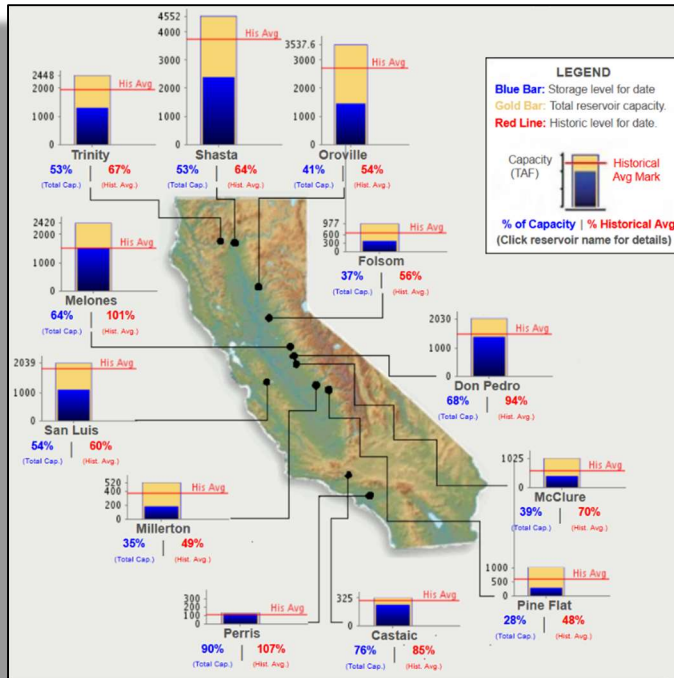 4552
4000
3000
2000
1000
0
His Avg
Shasta
53% | 64%
(Total Cap.) (Hist. Avg.)
3537.6
3000
2000
1000
0
His Avg
Oroville
41% | 54%
(Total Cap.) (Hist. Avg.)
2448
2000
1000
0
His Avg
Trinity
53% | 67%
(Total Cap.) (Hist. Avg.)
LEGEND
Blue Bar: Storage level for date
Gold Bar: Total reservoir capacity.
Red Line: Historic level for date.
Capacity
(TAF)
Historical
Avg Mark
% of Capacity | % Historical Avg
(Click reservoir name for details)
2420
2000
1000
0
His Avg
Melones
64% | 101%
(Total Cap.) (Hist. Avg.)
977
600
300
0
His Avg
Folsom
37% | 56%
(Total Cap.) (Hist. Avg.)
2030
1000
0
His Avg
Don Pedro
68% | 94%
(Total Cap.) (Hist. Avg.)
2039
1000
0
His Avg
San Luis
54% | 60%
(Total Cap.) (Hist. Avg.)
1025
0
His Avg
McClure
39% | 70%
(Total Cap.) (Hist. Avg.)
520
400
200
0
His Avg
Millerton
35% | 49%
(Total Cap.) (Hist. Avg.)
1000
500
0
His Avg
Pine Flat
28% | 48%
(Total Cap.) (Hist. Avg.)
300
200
100
0
His Avg
Perris
90% | 107%
(Total Cap.) (Hist. Avg.)
325
0
His Avg
Castaic
76% | 85%
(Total Cap.) (Hist. Avg.)